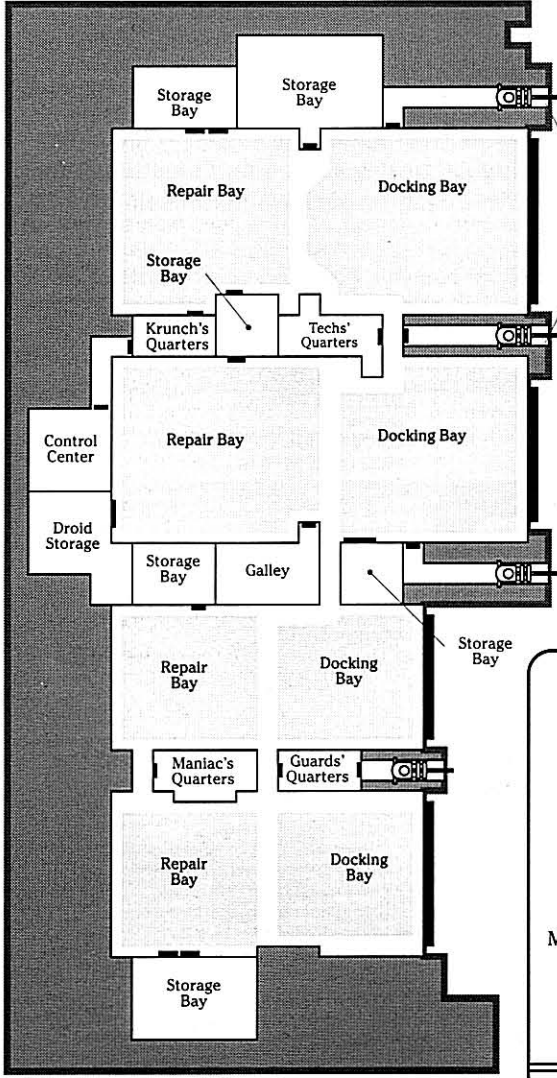 Storage
Bay
Storage
Bay
Repair Bay
Docking Bay
Storage
Bay
Krunch's
Quarters
Techs'
Quarters
Control
Center
Repair Bay
Docking Bay
Droid
Storage
Storage
Bay
Galley
Storage
Bay
Repair
Bay
Docking
Bay
Maniac's
Quarters
Guards'
Quarters
Repair
Bay
Docking
Bay
M
Storage
Bay